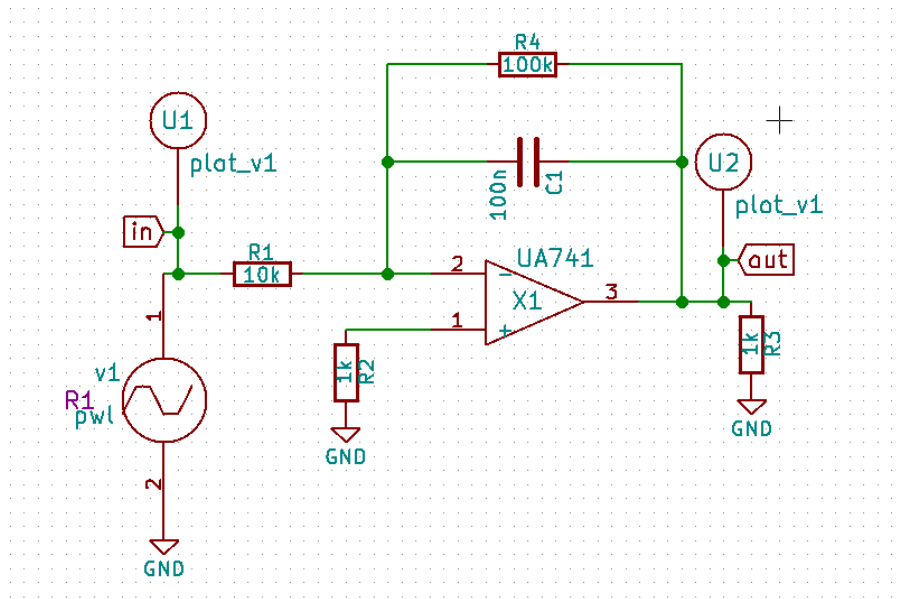 R4
100k
U1
plot_v1
100n
C1
U2
plot_v1
in
R1
10k
2
UA741
out
−
X1
3
1
+
1
1k
R2
1k
R3
v1
R1
pwl
GND
GND
2
GND